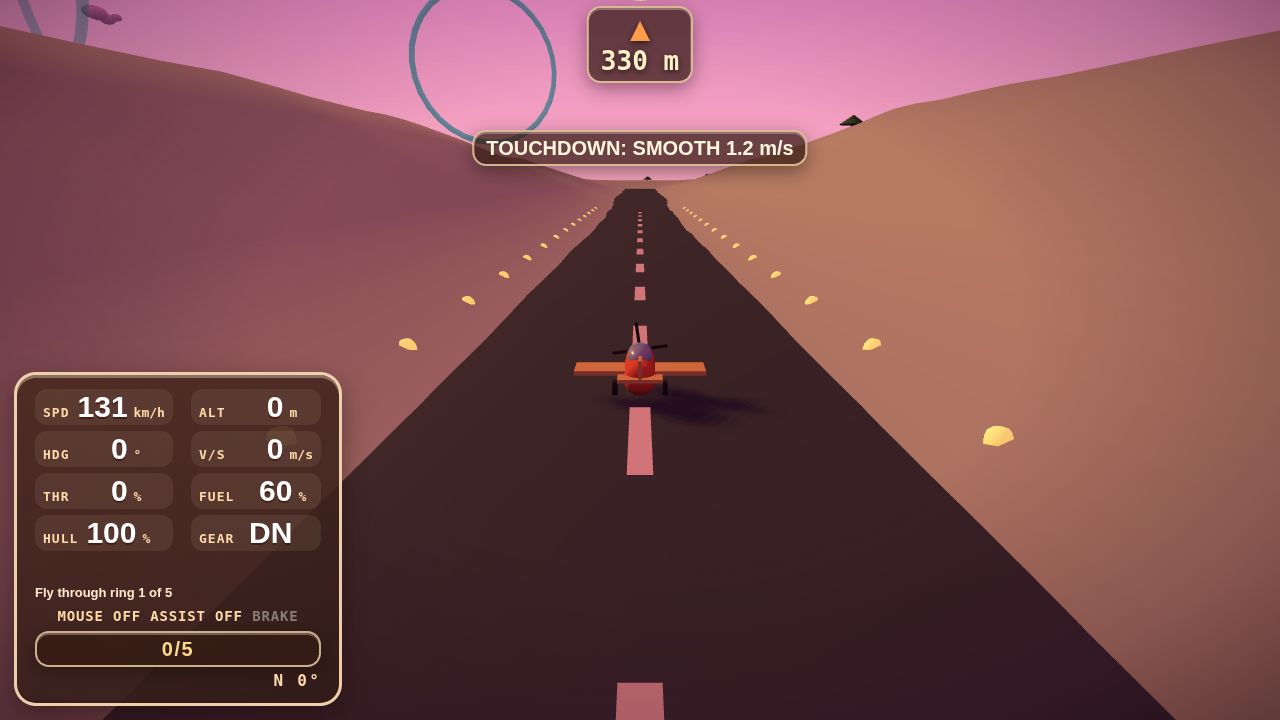 330 m
TOUCHDOWN: SMOOTH 1.2 m/s
SPD 131 km/h ALT 0 m
HDG 0 ° V/S 0 m/s
THR 0 % FUEL 60 %
HULL 100 % GEAR DN
Fly through ring 1 of 5
MOUSE OFF ASSIST OFF BRAKE
0/5
N 0°